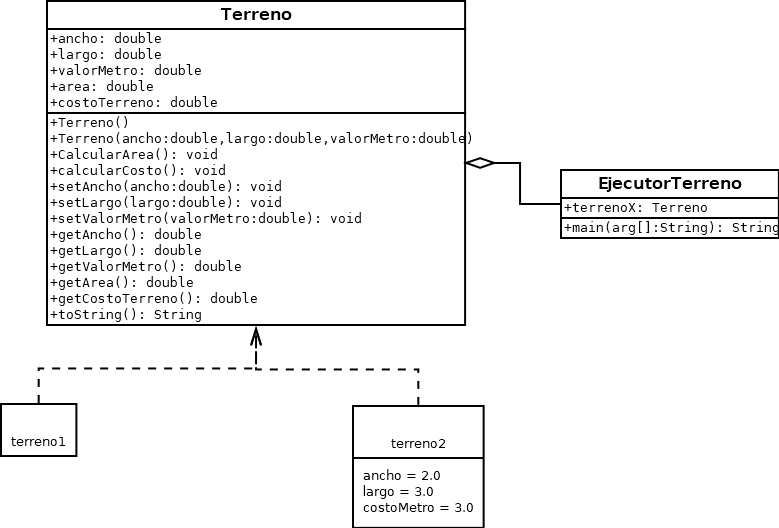 Terreno
+ancho: double
+largo: double
+valorMetro: double
+area: double
+costoTerreno: double
+Terreno()
+Terreno(ancho:double,largo:double,valorMetro:double)
+CalcularArea(): void
+calcularCosto(): void
+setAncho(ancho:double): void
+setLargo(largo:double): void
+setValorMetro(valorMetro:double): void
+getAncho(): double
+getLargo(): double
+getValorMetro(): double
+getArea(): double
+getCostoTerreno(): double
+toString(): String
EjecutorTerreno
+terrenoX: Terreno
+main(arg[]:String): String
terreno1
terreno2
ancho = 2.0
largo = 3.0
costoMetro = 3.0